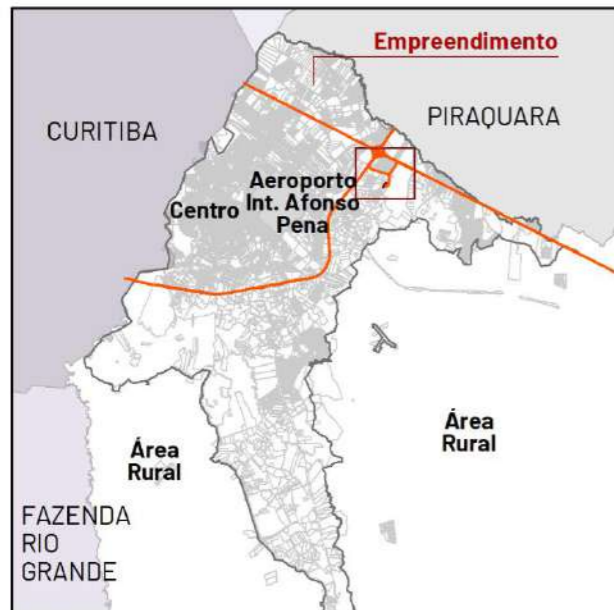 Empreendimento
CURITIBA
PIRAQUARA
Aeroporto
Int. Afonso
Pena
Centro
Área
Rural
Área
Rural
FAZENDA
RIO
GRANDE